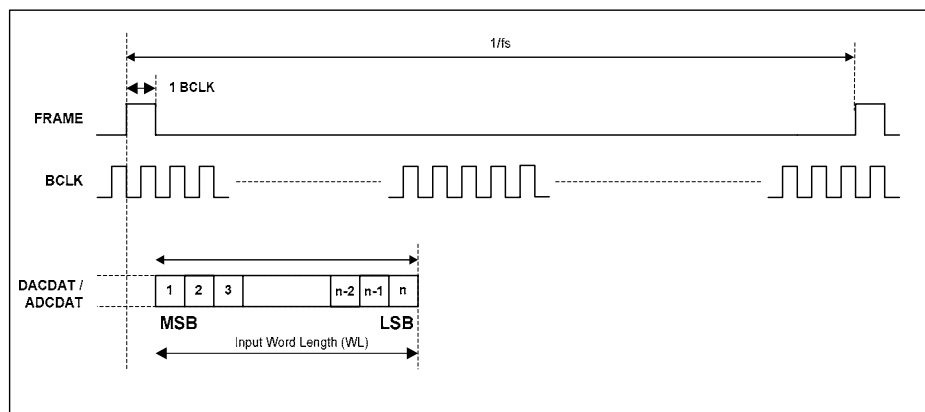 1/fs
1 BCLK
FRAME
BCLK
DACDAT /
ADCDAT
1 2 3 n-2 n-1 n
MSB LSB
Input Word Length (WL)